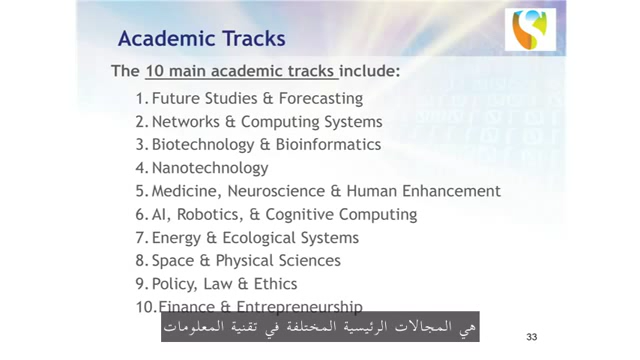 Academic Tracks
The 10 main academic tracks include:
1. Future Studies & Forecasting
2. Networks & Computing Systems
3. Biotechnology & Bioinformatics
4. Nanotechnology
5. Medicine, Neuroscience & Human Enhancement
6. AI, Robotics, & Cognitive Computing
7. Energy & Ecological Systems
8. Space & Physical Sciences
9. Policy, Law & Ethics
10. Finance & Entrepreneurship
هي المجالات الرئيسية المختلفة في تقنية المعلومات
33